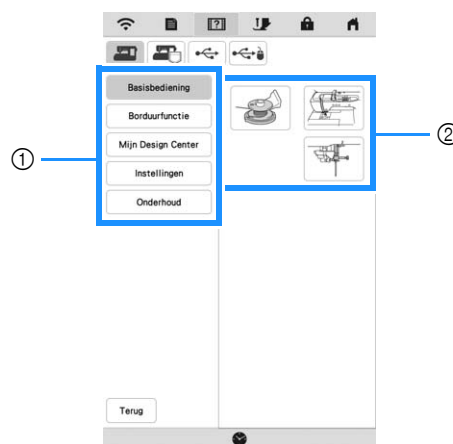 Basisbediening
Borduurfunctie
Mijn Design Center
① Instellingen
Onderhoud
②
Terug